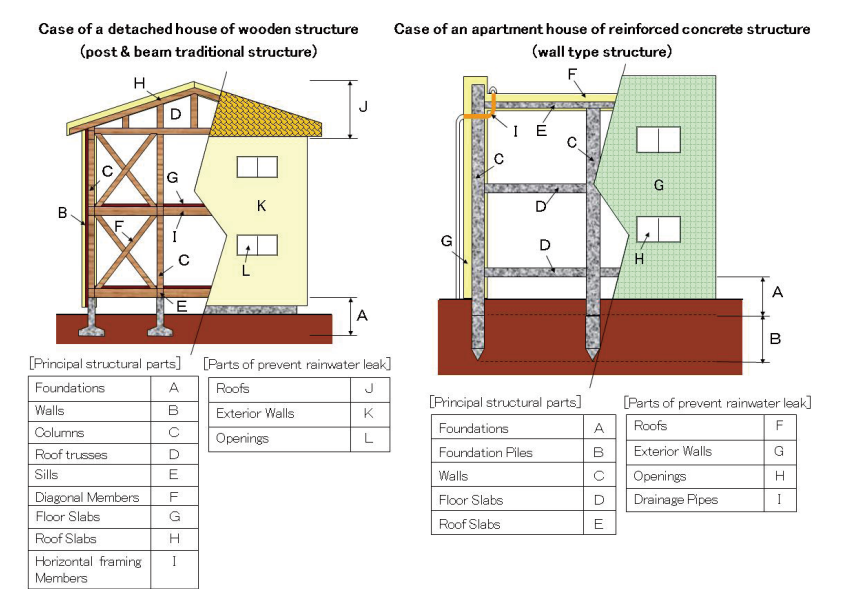 Case of a detached house of wooden structure
(post & beam traditional structure)
H
D
J
C
G
B
K
F
I
C
L
E
A
[Principal structural parts]
Foundations A
Walls B
Columns C
Roof trusses D
Sills E
Diagonal Members F
Floor Slabs G
Roof Slabs H
Horizontal framing I
Members
[Parts of prevent rainwater leak]
Roofs J
Exterior Walls K
Openings L
Case of an apartment house of reinforced concrete structure
(wall type structure)
F
I
E
C
C
G
D
G
D
H
A
B
[Principal structural parts]
Foundations A
Foundation Piles B
Walls C
Floor Slabs D
Roof Slabs E
[Parts of prevent rainwater leak]
Roofs F
Exterior Walls G
Openings H
Drainage Pipes I